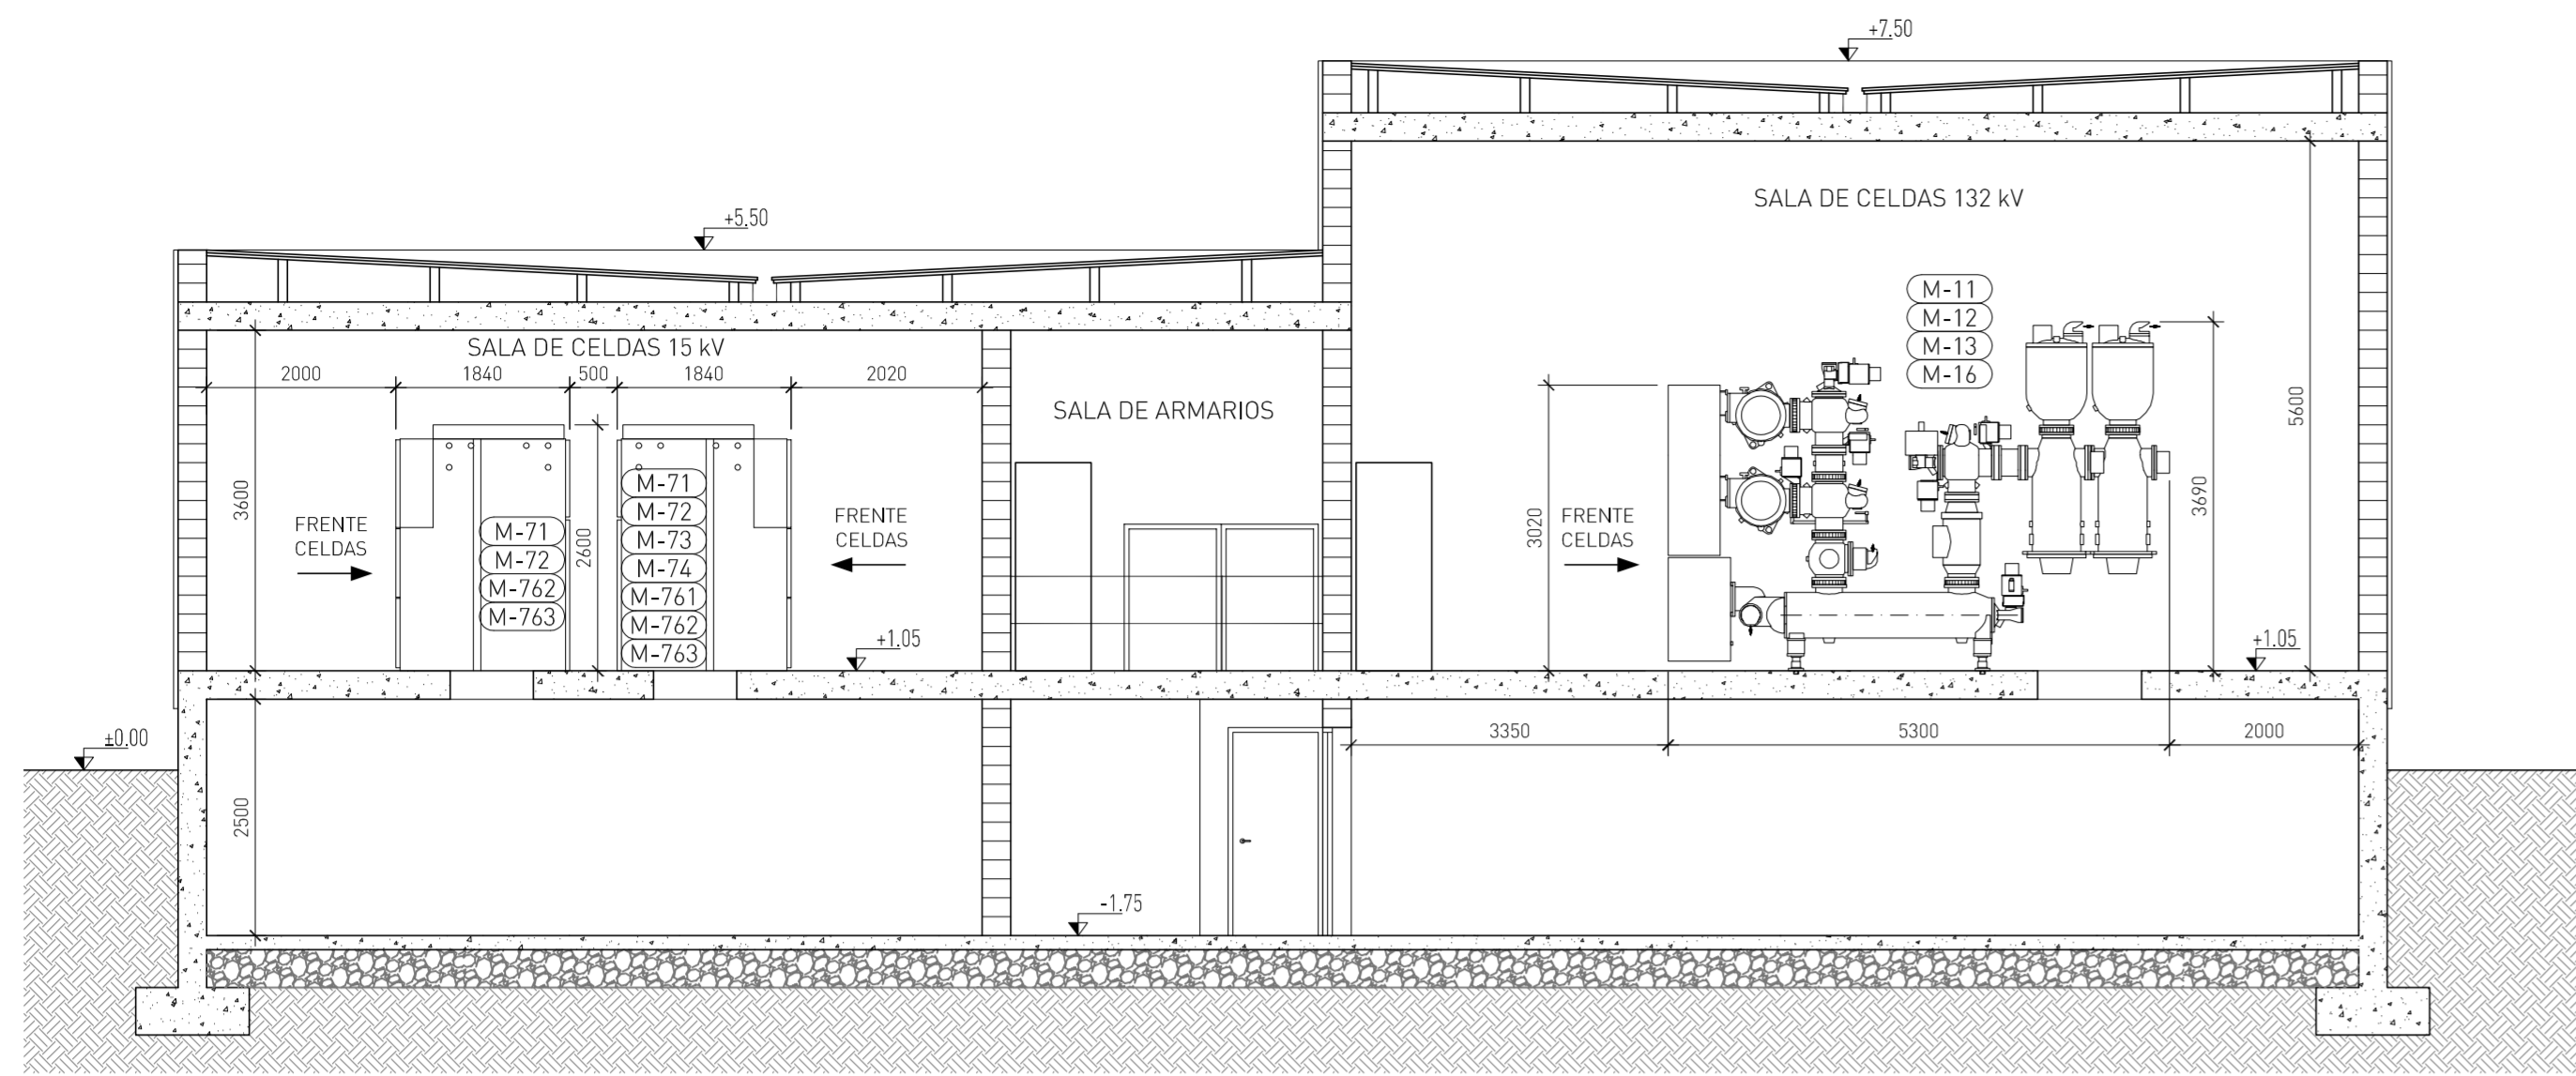 +7.50
SALA DE CELDAS 132 kV
+5.50
M-11
M-12
M-13
M-16
SALA DE CELDAS 15 kV
2000
1840
500
1840
2020
SALA DE ARMARIOS
5600
3600
2600
3020
3690
FRENTE
CELDAS
M-71
M-72
M-762
M-763
M-71
M-72
M-73
M-74
M-761
M-762
M-763
FRENTE
CELDAS
FRENTE
CELDAS
+1.05
+1.05
±0.00
3350
5300
2000
2500
-1.75